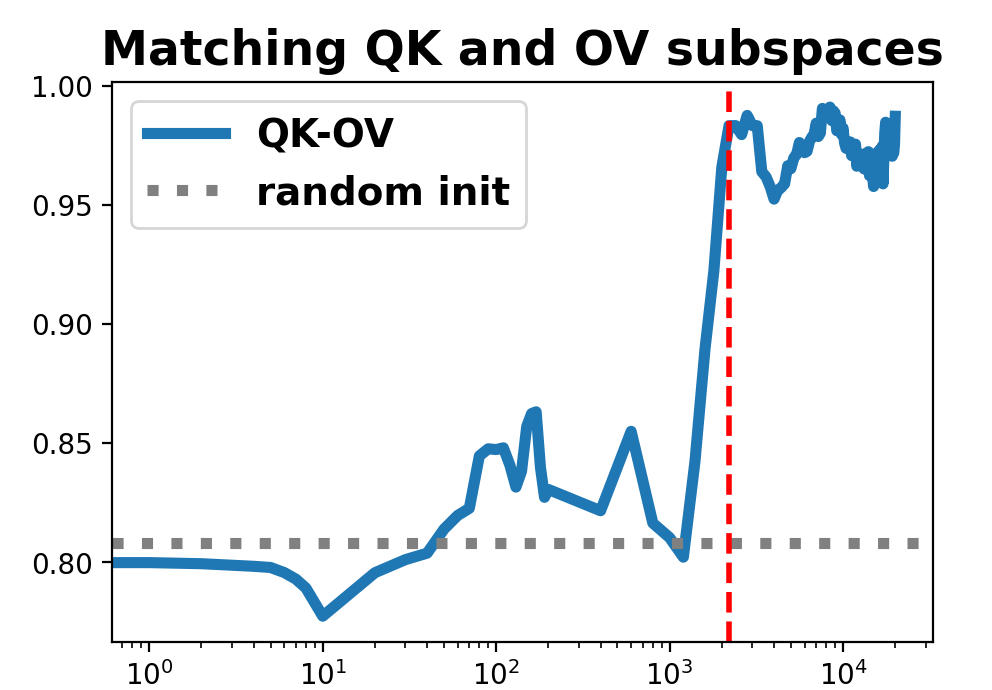 Matching QK and OV subspaces
1.00
0.95
0.90
0.85
0.80
QK-OV
random init
10⁰ 10¹ 10² 10³ 10⁴